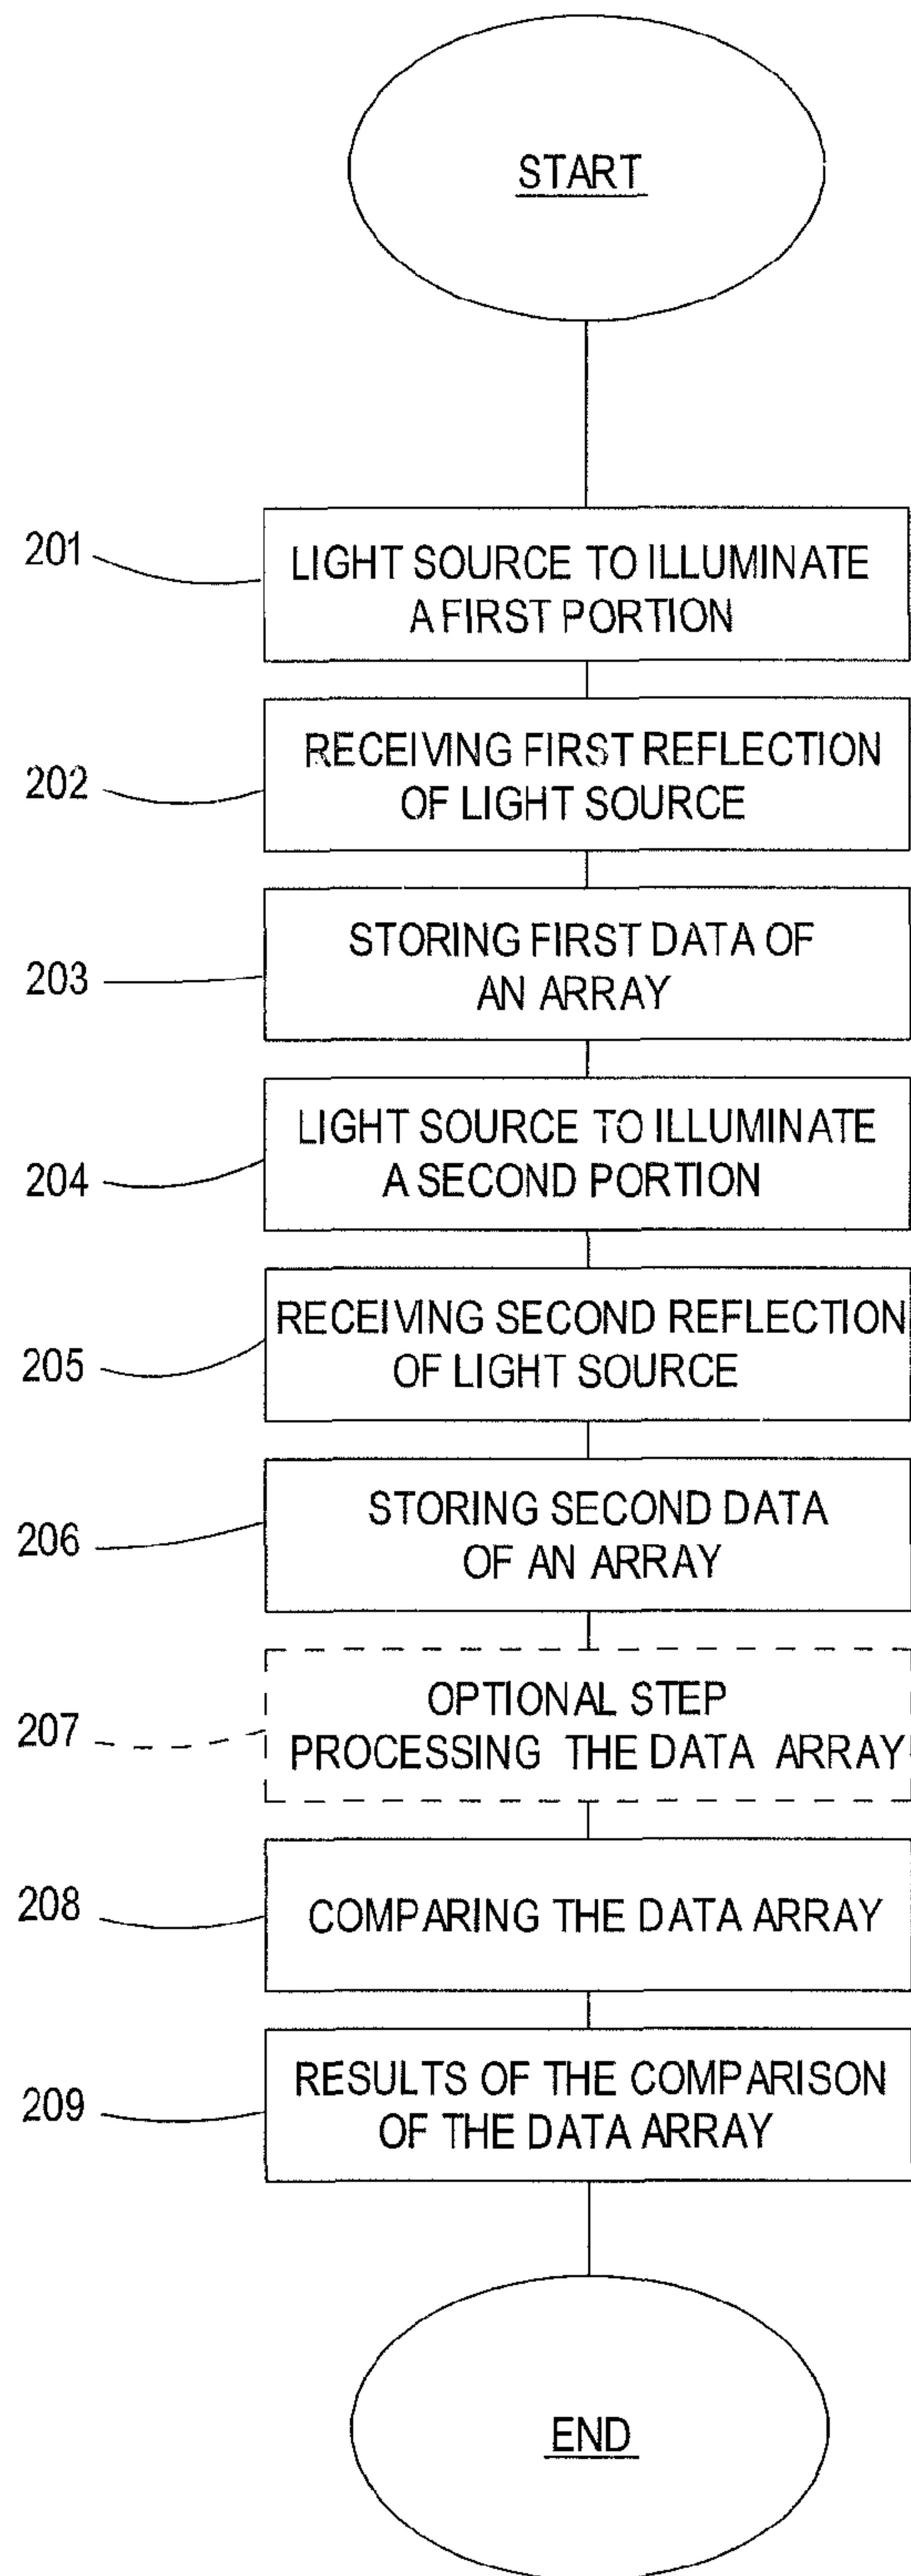 START
201
LIGHT SOURCE TO ILLUMINATE
A FIRST PORTION
202
RECEIVING FIRST REFLECTION
OF LIGHT SOURCE
203
STORING FIRST DATA OF
AN ARRAY
204
LIGHT SOURCE TO ILLUMINATE
A SECOND PORTION
205
RECEIVING SECOND REFLECTION
OF LIGHT SOURCE
206
STORING SECOND DATA
OF AN ARRAY
207
OPTIONAL STEP
PROCESSING THE DATA ARRAY
208
COMPARING THE DATA ARRAY
209
RESULTS OF THE COMPARISON
OF THE DATA ARRAY
END